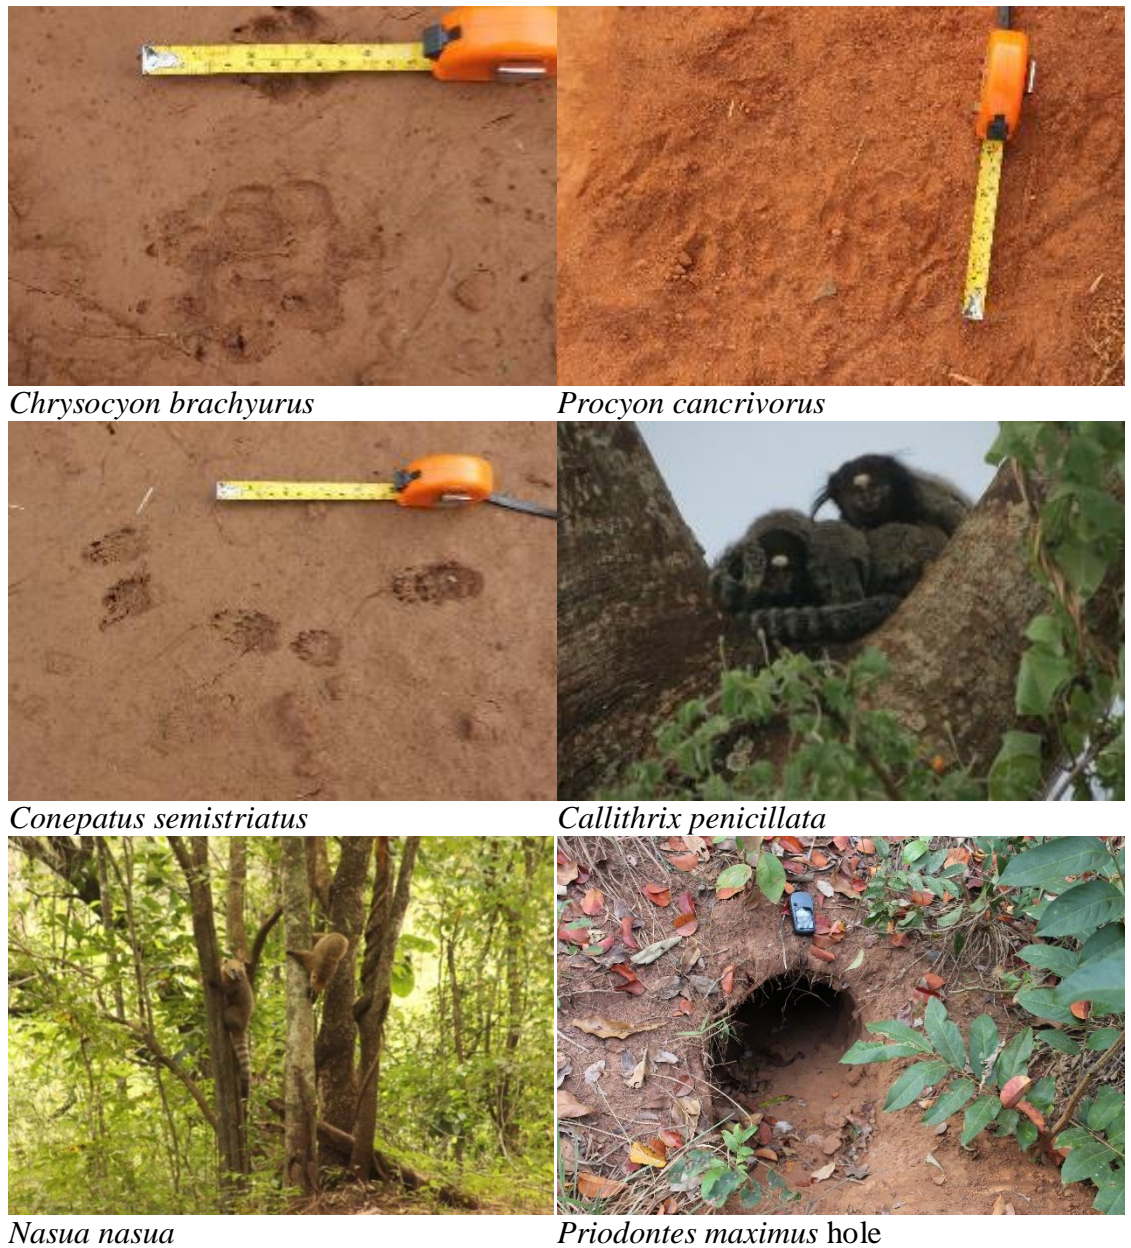 Chrysocyon brachyurus
Procyon cancrivorus
Conepatus semistriatus
Callithrix penicillata
Nasua nasua
Priodontes maximus hole